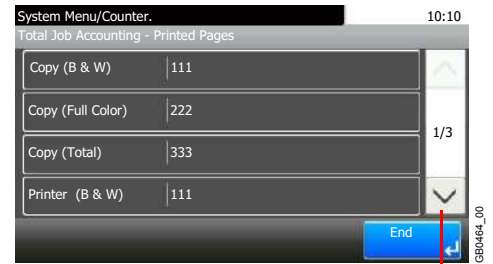 System Menu/Counter. 10:10
Total Job Accounting - Printed Pages
Copy (B & W) 111
Copy (Full Color) 222
1/3
Copy (Total) 333
Printer (B & W) 111
End
GB0464_00